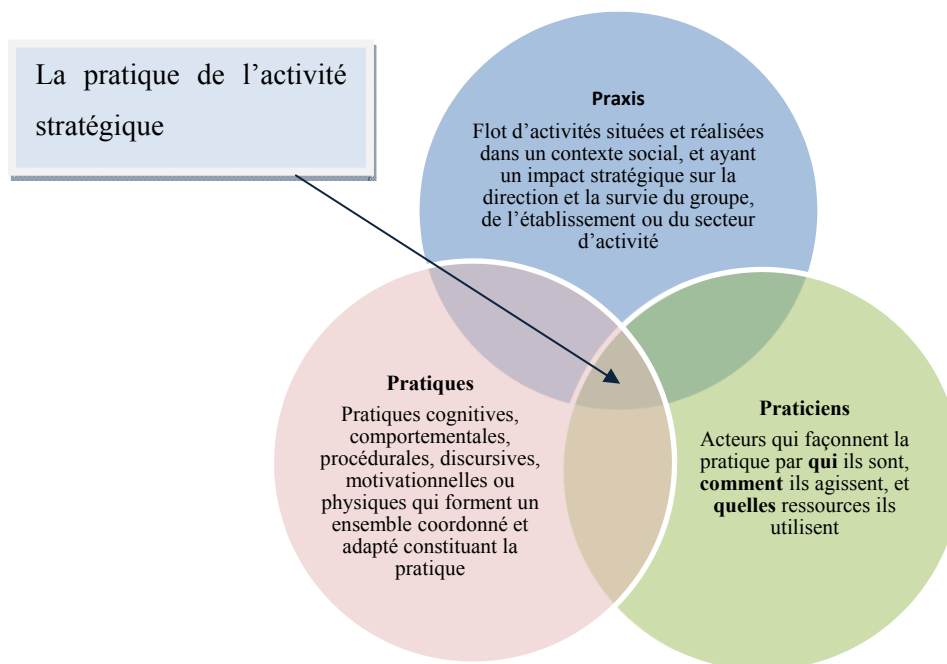 La pratique de l’activité
stratégique
Praxis
Flot d’activités situées et réalisées
dans un contexte social, et ayant
un impact stratégique sur la
direction et la survie du groupe,
de l’établissement ou du secteur
d’activité
Pratiques
Pratiques cognitives,
comportementales,
procédurales, discursives,
motivationnelles ou
physiques qui forment un
ensemble coordonné et
adapté constituant la
pratique
Praticiens
Acteurs qui façonnent la
pratique par qui ils sont,
comment ils agissent, et
quelles ressources ils
utilisent